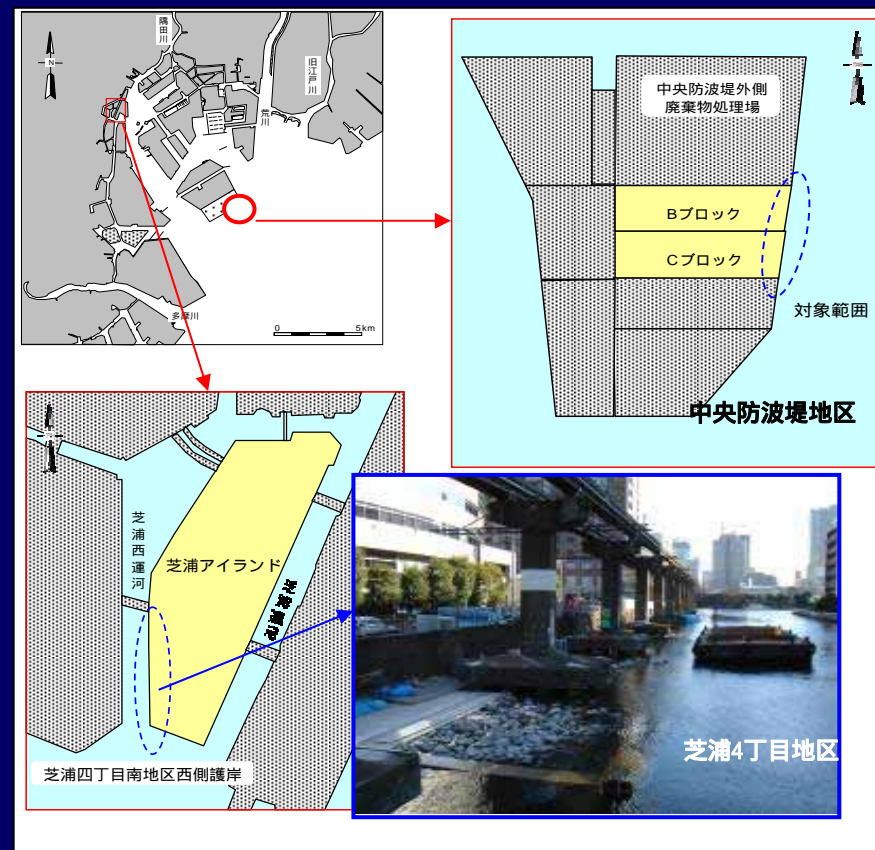 隅田川
旧江戸川
荒川
多摩川
0 5km
N
中央防波堤外側
廃棄物処理場
Bブロック
Cブロック
対象範囲
中央防波堤地区
芝浦西運河
芝浦アイランド
芝浦四丁目南地区西側護岸
芝浦4丁目地区